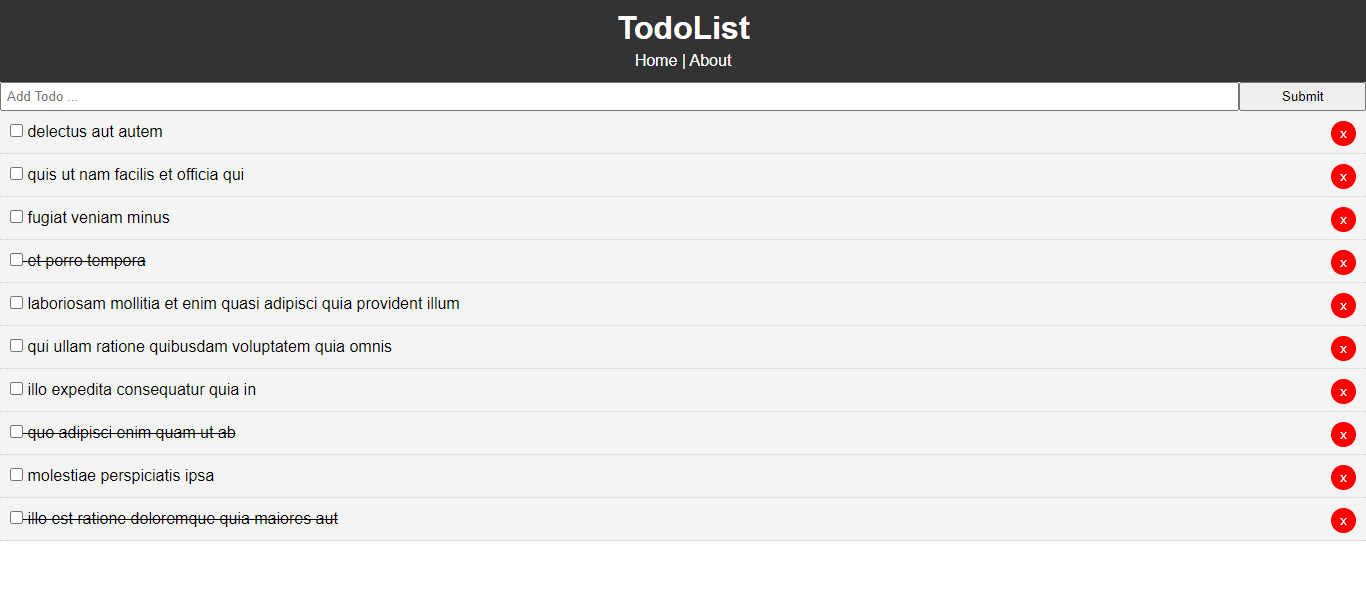 TodoList
Home | About
Add Todo ...
Submit
delectus aut autem
x
quis ut nam facilis et officia qui
x
fugiat veniam minus
x
et porro tempora
x
laboriosam mollitia et enim quasi adipisci quia provident illum
x
qui ullam ratione quibusdam voluptatem quia omnis
x
illo expedita consequatur quia in
x
quo adipisci enim quam ut ab
x
molestiae perspiciatis ipsa
x
illo est ratione doloremque quia maiores aut
x